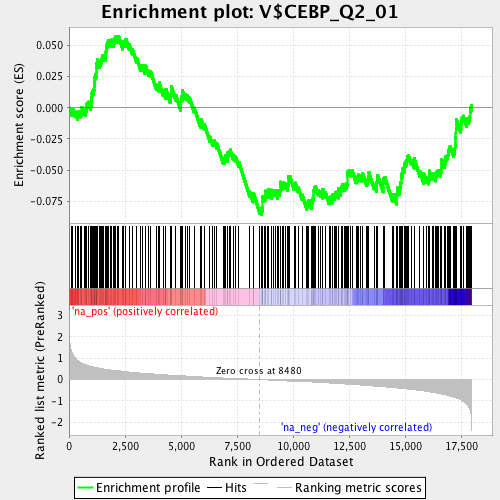 Enrichment plot: V$CEBP_Q2_01
Enrichment score (ES)
0.050
0.025
0.000
-0.025
-0.050
-0.075
'na_pos' (positively correlated)
Ranked list metric (PreRanked)
3
2
1
0
-1
-2
Zero cross at 8480
'na_neg' (negatively correlated)
0
2,500
5,000
7,500
10,000
12,500
15,000
17,500
Rank in Ordered Dataset
Enrichment profile
Hits
Ranking metric scores